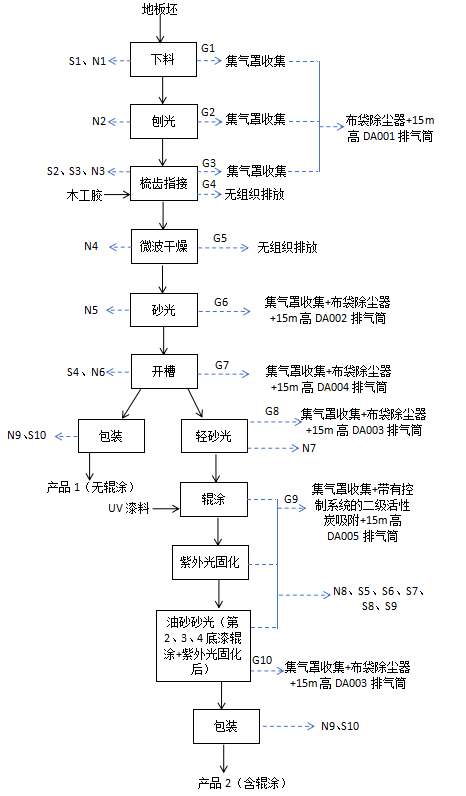 地板坯
G1
S1、N1
下料
集气罩收集
G2
N2
刨光
集气罩收集
布袋除尘器+15m
高 DA001 排气筒
G3
S2、S3、N3
梳齿指接
集气罩收集
G4
木工胶
无组织排放
G5
N4
微波干燥
无组织排放
G6
N5
砂光
集气罩收集+布袋除尘器
+15m 高 DA002 排气筒
G7
S4、N6
开槽
集气罩收集+布袋除尘器
+15m 高 DA004 排气筒
G8
集气罩收集+布袋除尘器
+15m 高 DA003 排气筒
N9、S10
包装
轻砂光
N7
产品 1（无辊涂）
UV 漆料
辊涂
G9
集气罩收集+带有控
制系统的二级活性
炭吸附+15m 高
DA005 排气筒
紫外光固化
N8、S5、S6、S7、
S8、S9
油砂砂光（第
2、3、4 底漆辊
涂+紫外光固化
后）
G10
集气罩收集+布袋除尘器
+15m 高 DA003 排气筒
包装
N9、S10
产品 2（含辊涂）